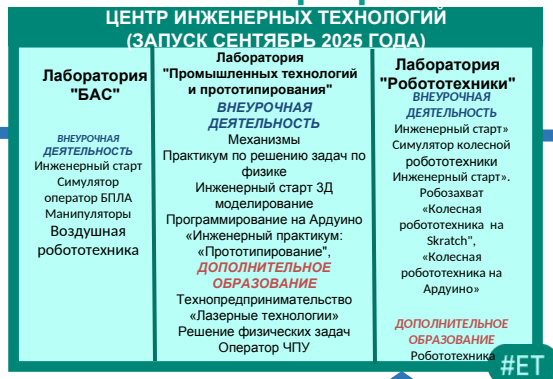 ЦЕНТР ИНЖЕНЕРНЫХ ТЕХНОЛОГИЙ
(ЗАПУСК СЕНТЯБРЬ 2025 ГОДА)
Лаборатория
"БАС"
ВНЕУРОЧНАЯ
ДЕЯТЕЛЬНОСТЬ
Инженерный старт
Симулятор
оператор БПЛА
Манипуляторы
Воздушная
робототехника
Лаборатория
"Промышленных технологий
и прототипирования"
ВНЕУРОЧНАЯ
ДЕЯТЕЛЬНОСТЬ
Механизмы
Практикум по решению задач по
физике
Инженерный старт 3Д
моделирование
Программирование на Ардуино
«Инженерный практикум:
«Прототипирование",
ДОПОЛНИТЕЛЬНОЕ
ОБРАЗОВАНИЕ
Технопредпринимательство
«Лазерные технологии»
Решение физических задач
Оператор ЧПУ
Лаборатория
"Робототехники"
ВНЕУРОЧНАЯ
ДЕЯТЕЛЬНОСТЬ
Инженерный старт»
Симулятор колесной
робототехники
Инженерный старт».
Робозахват
«Колесная
робототехника на
Skratch",
«Колесная
робототехника на
Ардуино»
ДОПОЛНИТЕЛЬНОЕ
ОБРАЗОВАНИЕ
Робототехника
#ЕТ